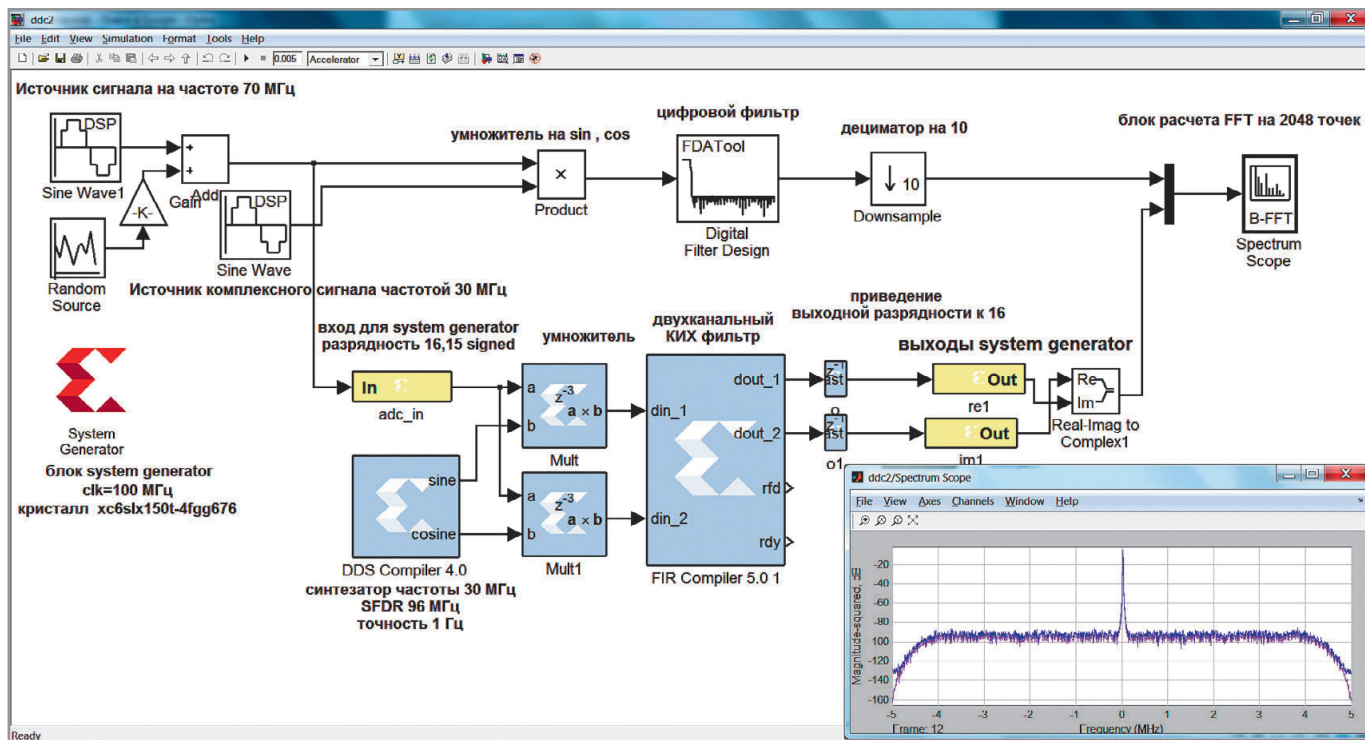 ddc2
File Edit View Simulation Format Tools Help
0.005 Accelerator
Источник сигнала на частоте 70 МГц
DSP
Sine Wave1
Add
Gain
-K-
Random
Source
DSP
Sine Wave
Источник комплексного сигнала частотой 30 МГц
умножитель на sin , cos
×
Product
цифровой фильтр
FDATool
Digital
Filter Design
дециматор на 10
10
Downsample
блок расчета FFT на 2048 точек
B-FFT
Spectrum
Scope
System
Generator
блок system generator
clk=100 МГц
кристалл xc6slx150t-4fgg676
вход для system generator
разрядность 16,15 signed
In
adc_in
умножитель
a
b
z-3
a × b
Mult
a
b
z-3
a × b
Mult1
sine
cosine
DDS Compiler 4.0
синтезатор частоты 30 МГц
SFDR 96 МГц
точность 1 Гц
двухканальный
КИХ фильтр
din_1
din_2
dout_1
dout_2
rfd
rdy
FIR Compiler 5.0 1
приведение
выходной разрядности к 16
z-1
ast
o
z-1
ast
o1
выходы system generator
Out
re1
Out
im1
Re
Im
Real-Imag to
Complex1
ddc2/Spectrum Scope
File View Axes Channels Window Help
Magnitude-squared, dB
-20
-40
-60
-80
-100
-120
-140
-160
-5 -4 -3 -2 -1 0 1 2 3 4 5
Frame: 12
Frequency (MHz)
Ready